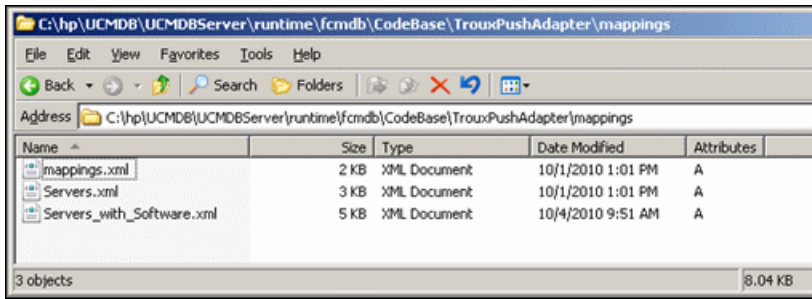 C:\hp\UCMDB\UCMDBServer\runtime\fcmdb\CodeBase\TrouxPushAdapter\mappings
File Edit View Favorites Tools Help
Back Search Folders
Address C:\hp\UCMDB\UCMDBServer\runtime\fcmdb\CodeBase\TrouxPushAdapter\mappings
Name Size Type Date Modified Attributes
mappings.xml 2 KB XML Document 10/1/2010 1:01 PM A
Servers.xml 3 KB XML Document 10/1/2010 1:01 PM A
Servers_with_Software.xml 5 KB XML Document 10/4/2010 9:51 AM A
3 objects 8.04 KB